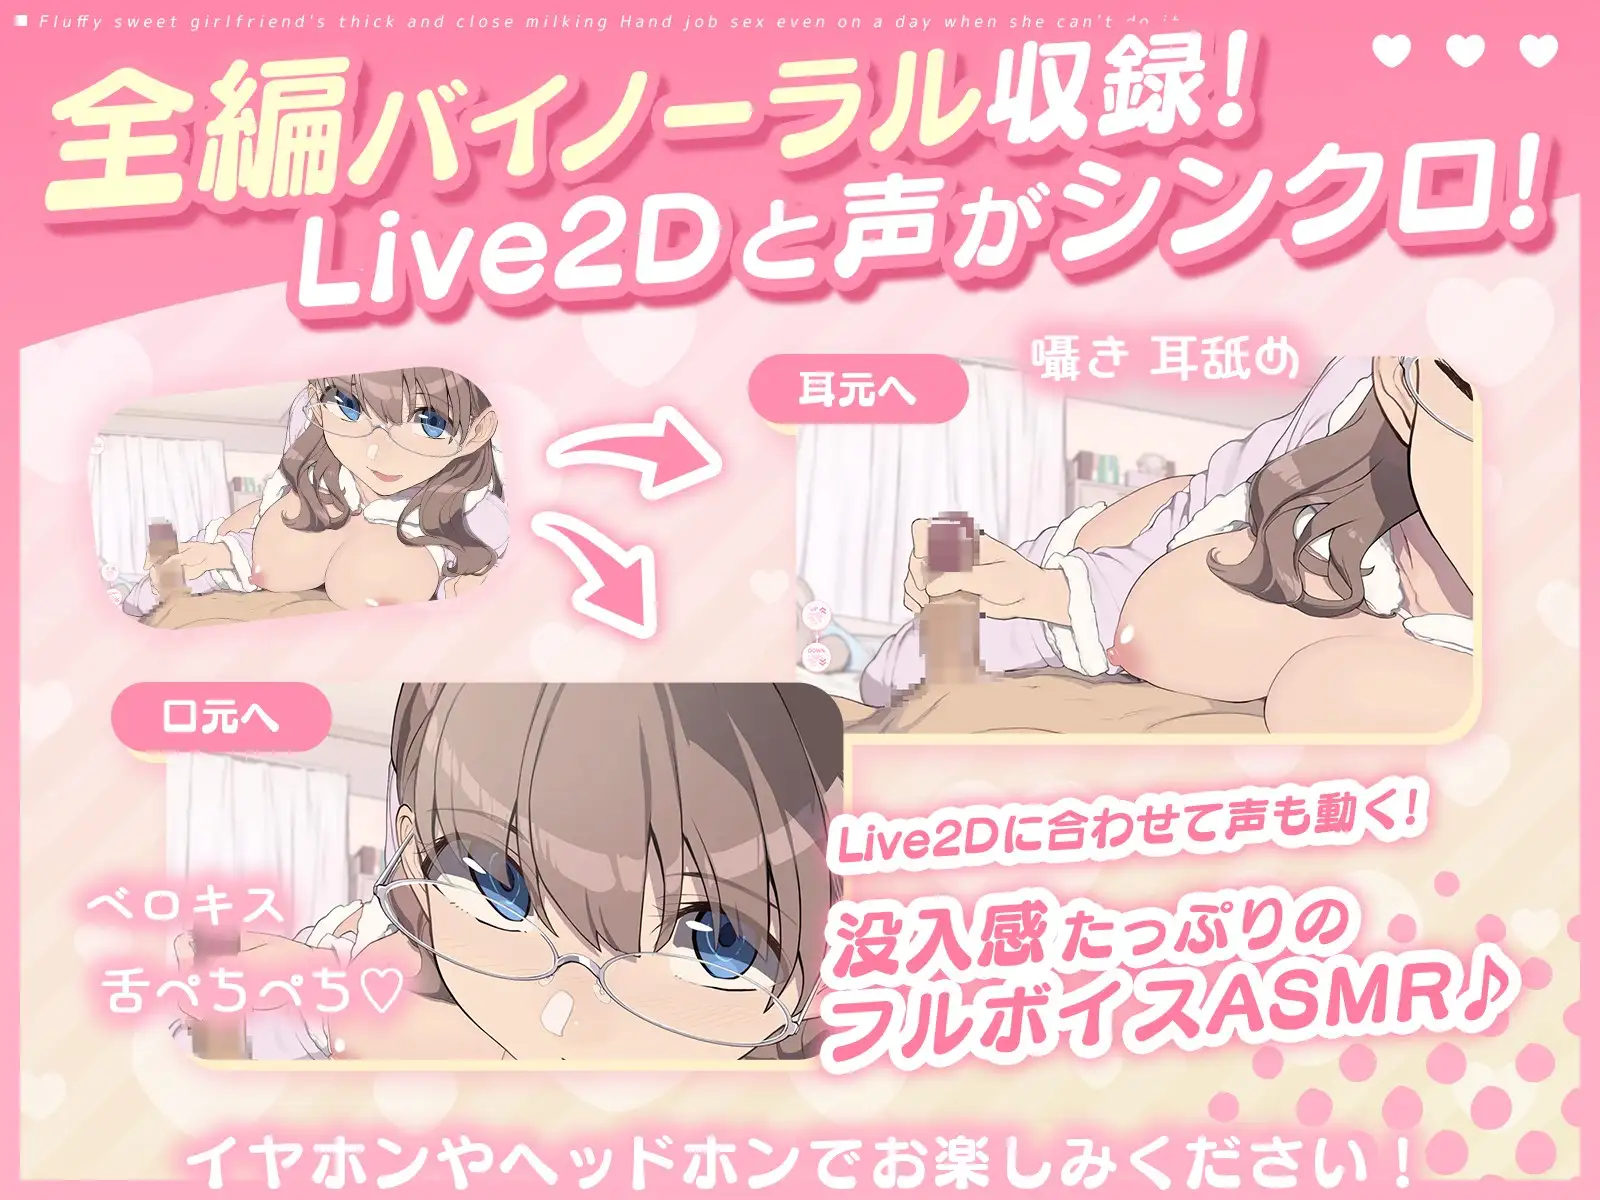 Fluffy sweet girlfriend's thick and close milking Hand job sex even on a day when she can't do it
全編バイノーラル収録!
Live2Dと声がシンクロ!
耳元へ
囁き 耳舐め
口元へ
ベロキス
舌ぺちぺち♡
DOWN
Live2Dに合わせて声も動く!
没入感たっぷりの
フルボイスASMR♪
イヤホンやヘッドホンでお楽しみください!